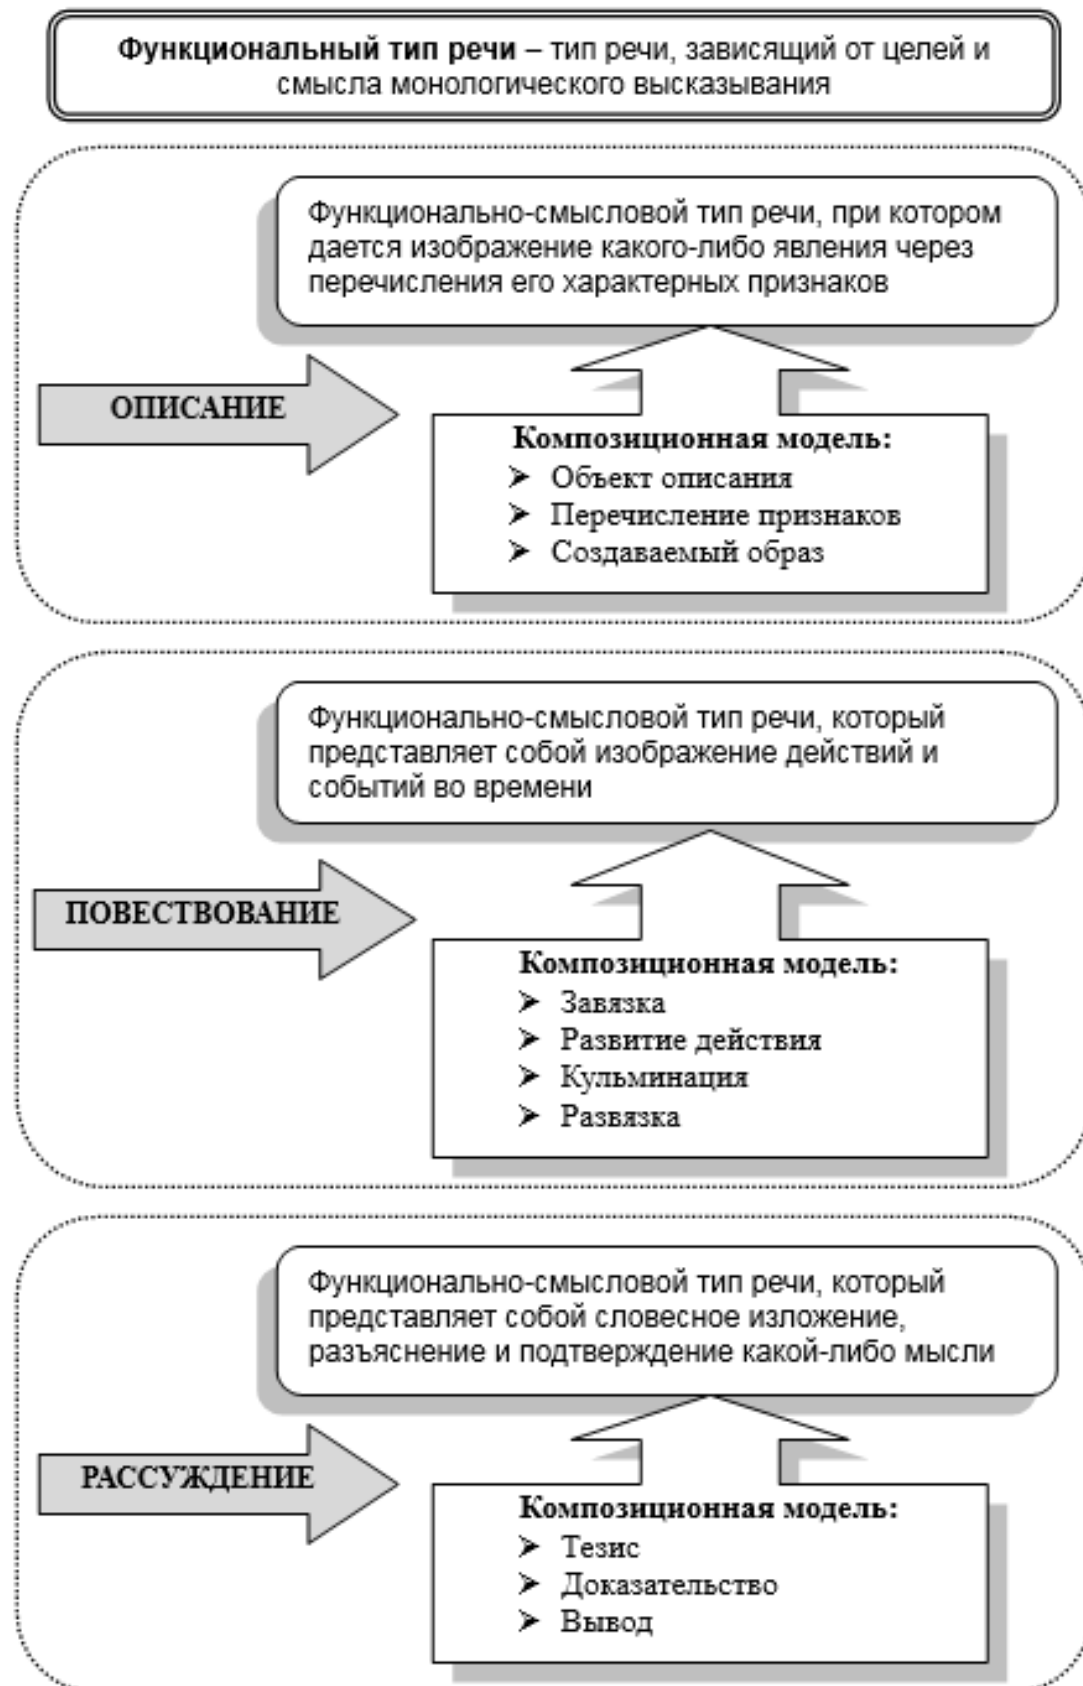 Функциональный тип речи – тип речи, зависящий от целей и
смысла монологического высказывания
Функционально-смысловой тип речи, при котором
дается изображение какого-либо явления через
перечисления его характерных признаков
ОПИСАНИЕ
Композиционная модель:
Объект описания
Перечисление признаков
Создаваемый образ
Функционально-смысловой тип речи, который
представляет собой изображение действий и
событий во времени
ПОВЕСТВОВАНИЕ
Композиционная модель:
Завязка
Развитие действия
Кульминация
Развязка
Функционально-смысловой тип речи, который
представляет собой словесное изложение,
разъяснение и подтверждение какой-либо мысли
РАССУЖДЕНИЕ
Композиционная модель:
Тезис
Доказательство
Вывод